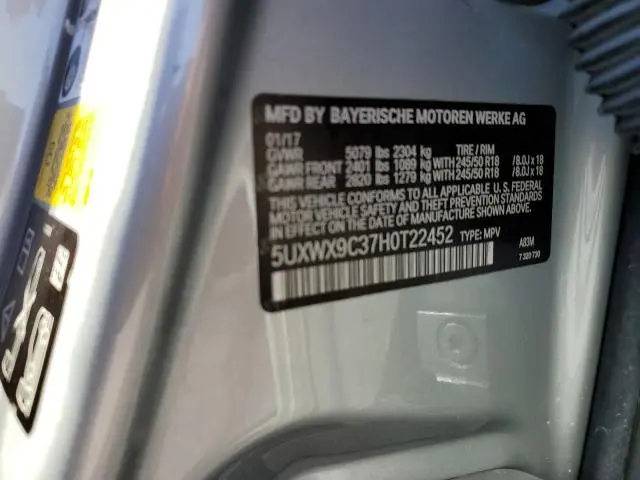 MFD BY BAYERISCHE MOTOREN WERKE AG
01/17
GVWR 5079 lbs 2304 kg TIRE / RIM
GAWR FRONT 2401 lbs 1089 kg WITH 245/50 R18 /8.0J x 18
GAWR REAR 2820 lbs 1279 kg WITH 245/50 R18 /8.0J x 18
THIS VEHICLE CONFORMS TO ALL APPLICABLE U.S. FEDERAL
MOTOR VEHICLE SAFETY, BUMPER, AND THEFT PREVENTION STANDARDS
IN EFFECT ON THE DATE OF MANUFACTURE SHOWN ABOVE.
5UXWX9C37H0T22452 TYPE: MPV A83M
7 320 730